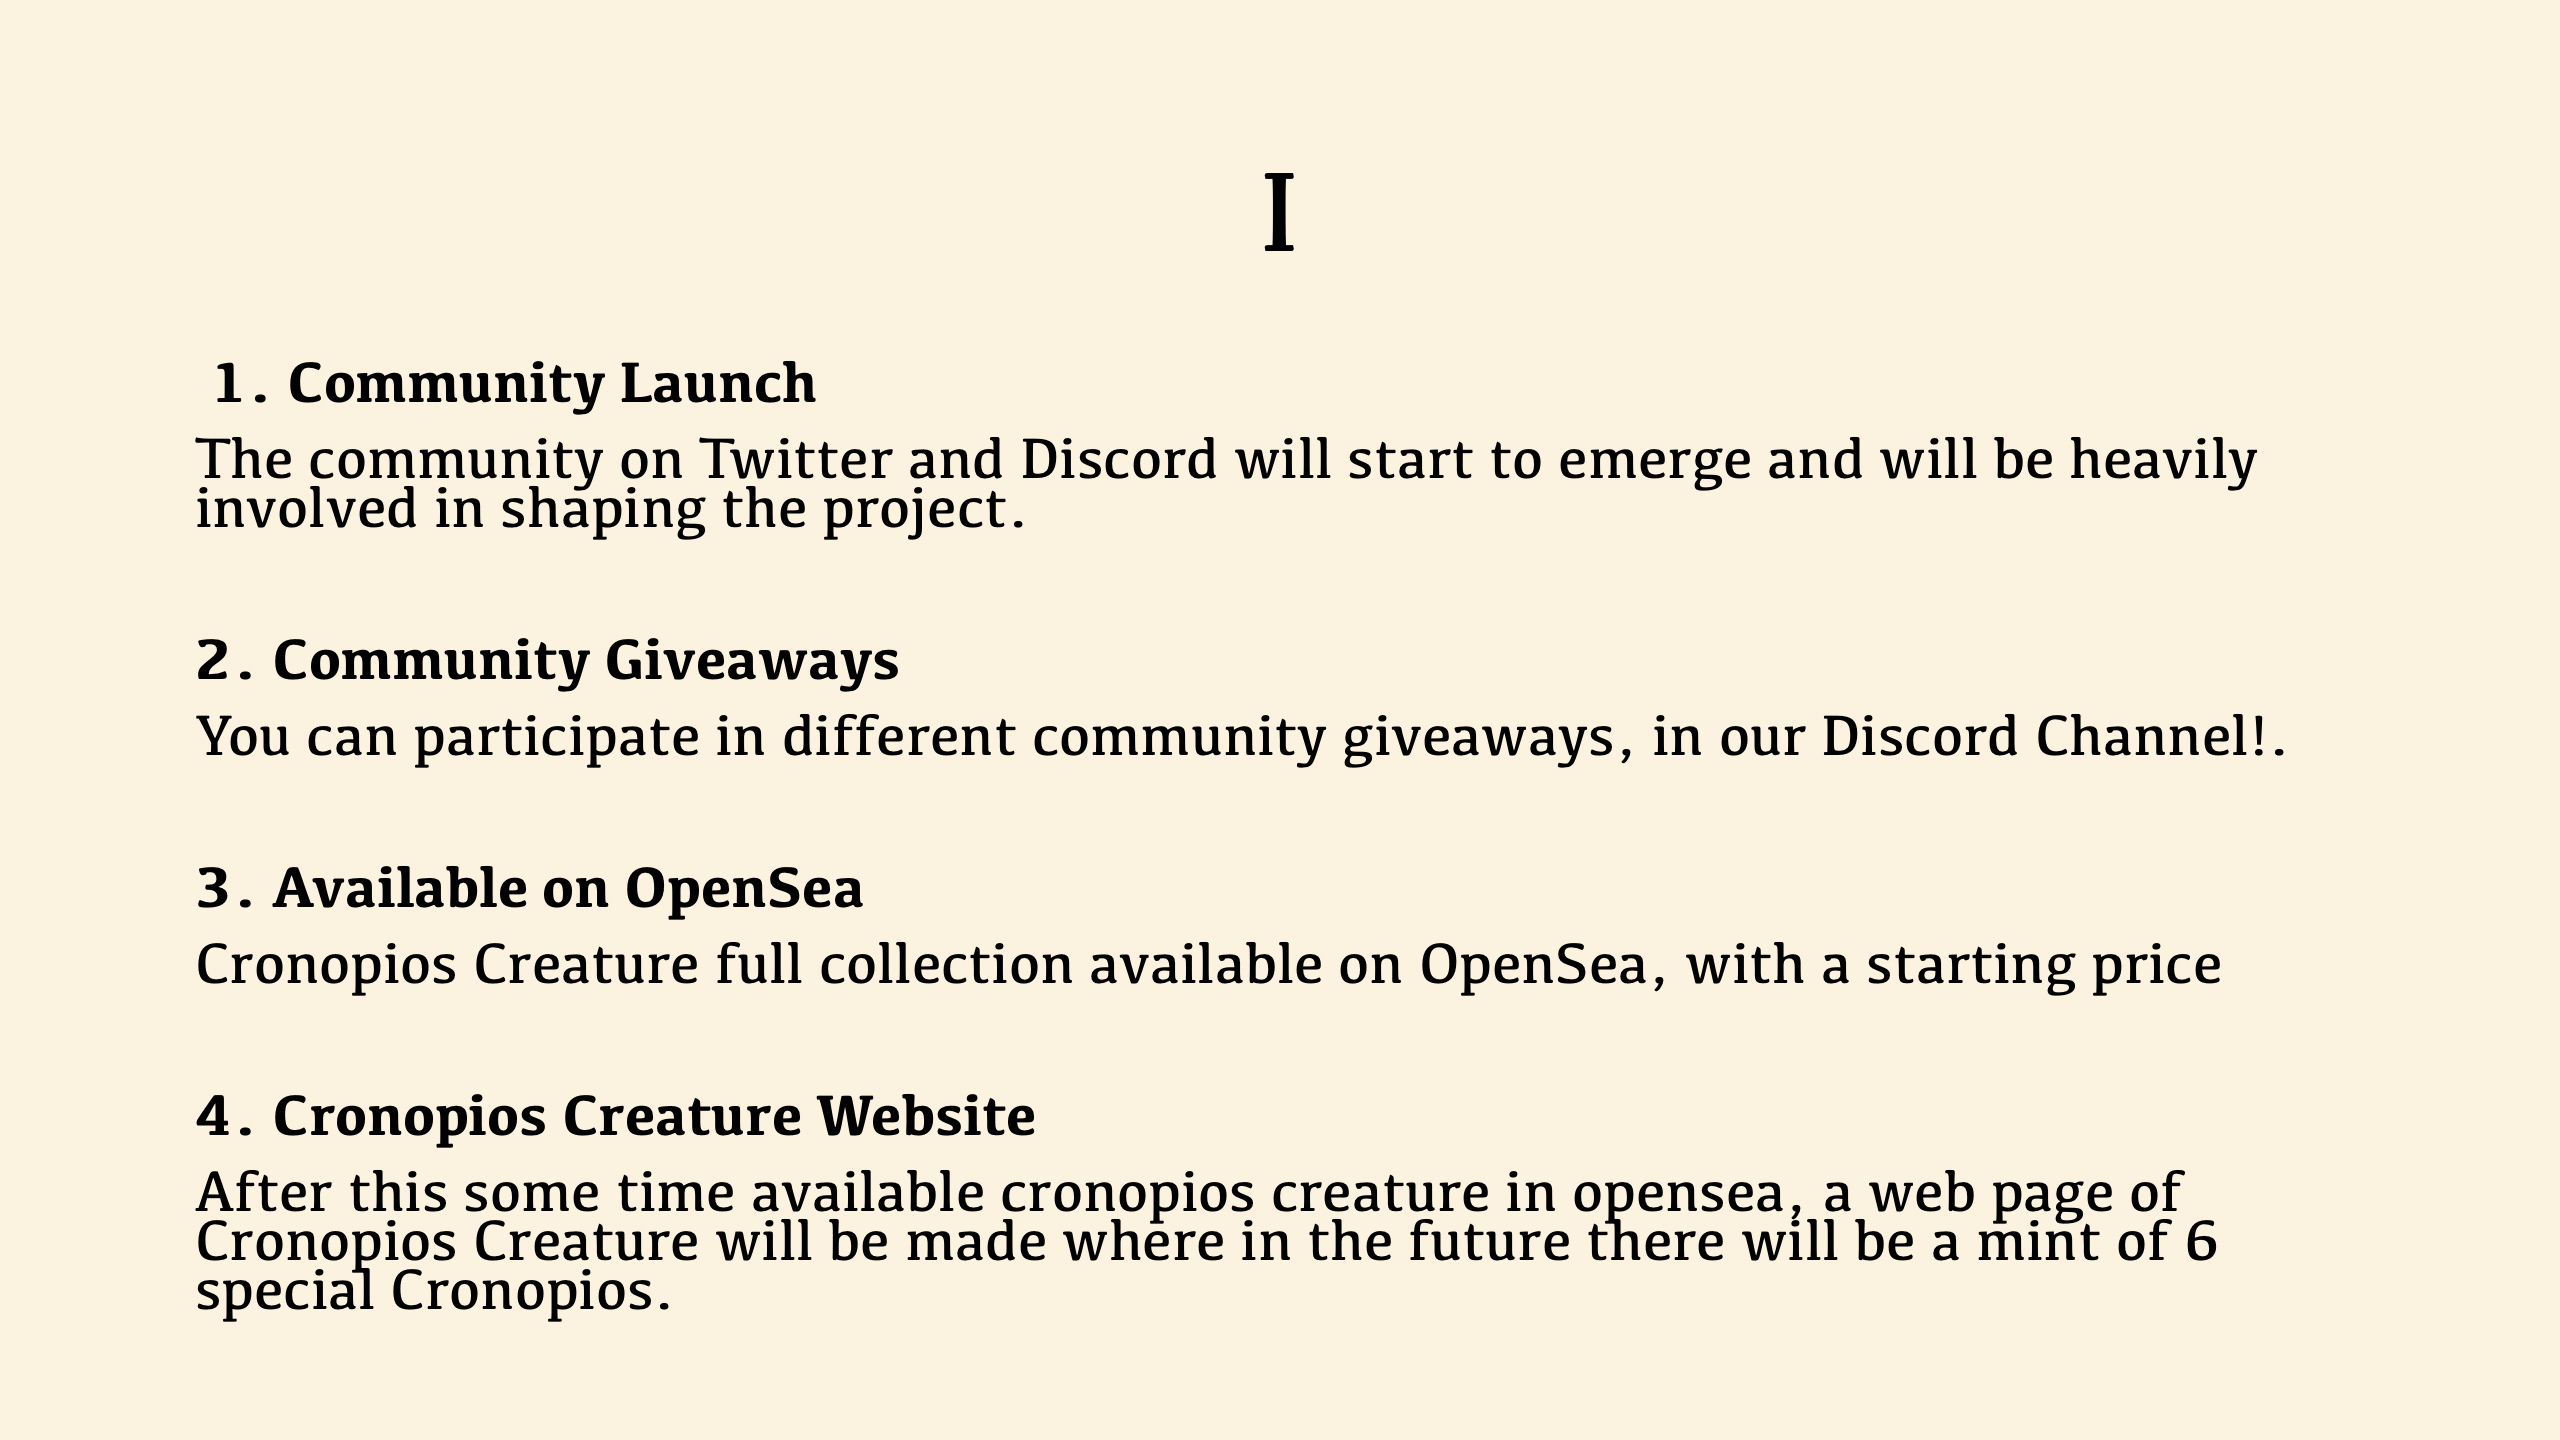 I
1. Community Launch
The community on Twitter and Discord will start to emerge and will be heavily
involved in shaping the project.
2. Community Giveaways
You can participate in different community giveaways, in our Discord Channel!.
3. Available on OpenSea
Cronopios Creature full collection available on OpenSea, with a starting price
4. Cronopios Creature Website
After this some time available cronopios creature in opensea, a web page of
Cronopios Creature will be made where in the future there will be a mint of 6
special Cronopios.